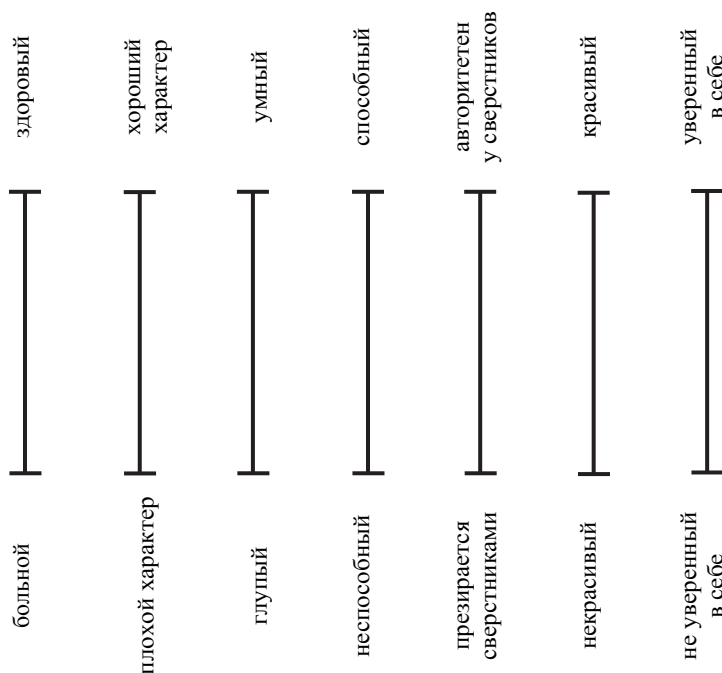 здоровый
хороший
характер
умный
способный
авторитетен
у сверстников
красивый
уверенный
в себе
больной
плохой характер
глупый
неспособный
презирается
сверстниками
некрасивый
не уверенный
в себе